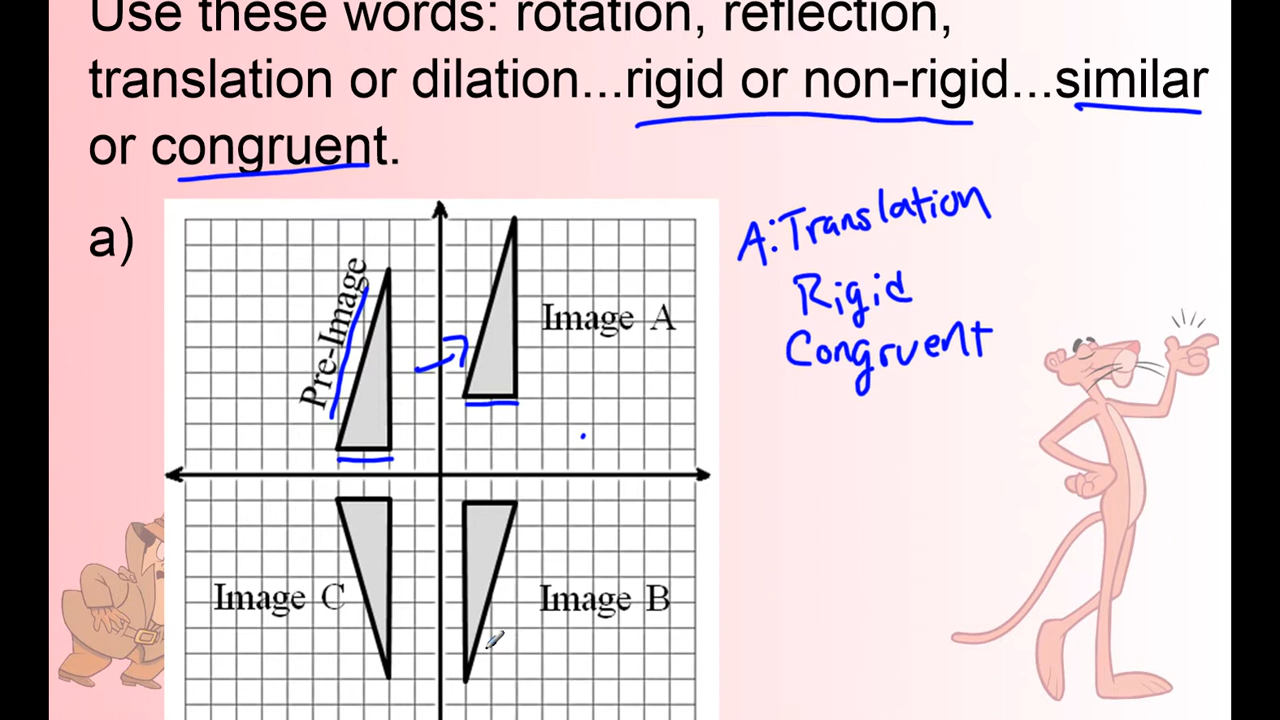 Use these words: rotation, reflection,
translation or dilation...rigid or non-rigid...similar
or congruent.
a)
Pre-Image
Image A
Image C
Image B
A: Translation
Rigid
Congruent